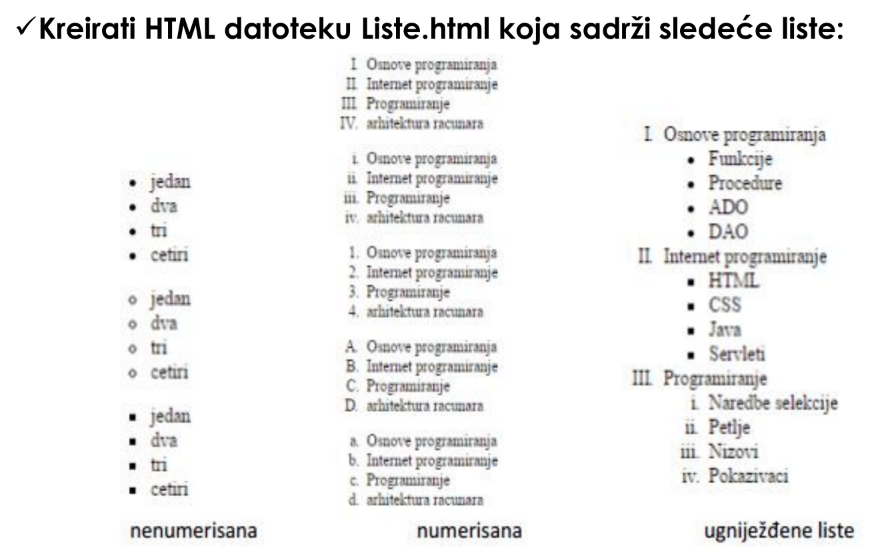 ✓Kreirati HTML datoteku Liste.html koja sadrži sledeće liste:
• jedan
• dva
• tri
• cetiri
○ jedan
○ dva
○ tri
○ cetiri
▪ jedan
▪ dva
▪ tri
▪ cetiri
nenumerisana
I. Osnove programiranja
II. Internet programiranje
III. Programiranje
IV. arhitektura racunara
i. Osnove programiranja
ii. Internet programiranje
iii. Programiranje
iv. arhitektura racunara
1. Osnove programiranja
2. Internet programiranje
3. Programiranje
4. arhitektura racunara
A. Osnove programiranja
B. Internet programiranje
C. Programiranje
D. arhitektura racunara
a. Osnove programiranja
b. Internet programiranje
c. Programiranje
d. arhitektura racunara
numerisana
I. Osnove programiranja
• Funkcije
• Procedure
• ADO
• DAO
II. Internet programiranje
▪ HTML
▪ CSS
▪ Java
▪ Servleti
III. Programiranje
i. Naredbe selekcije
ii. Petlje
iii. Nizovi
iv. Pokazivaci
ugniježđene liste